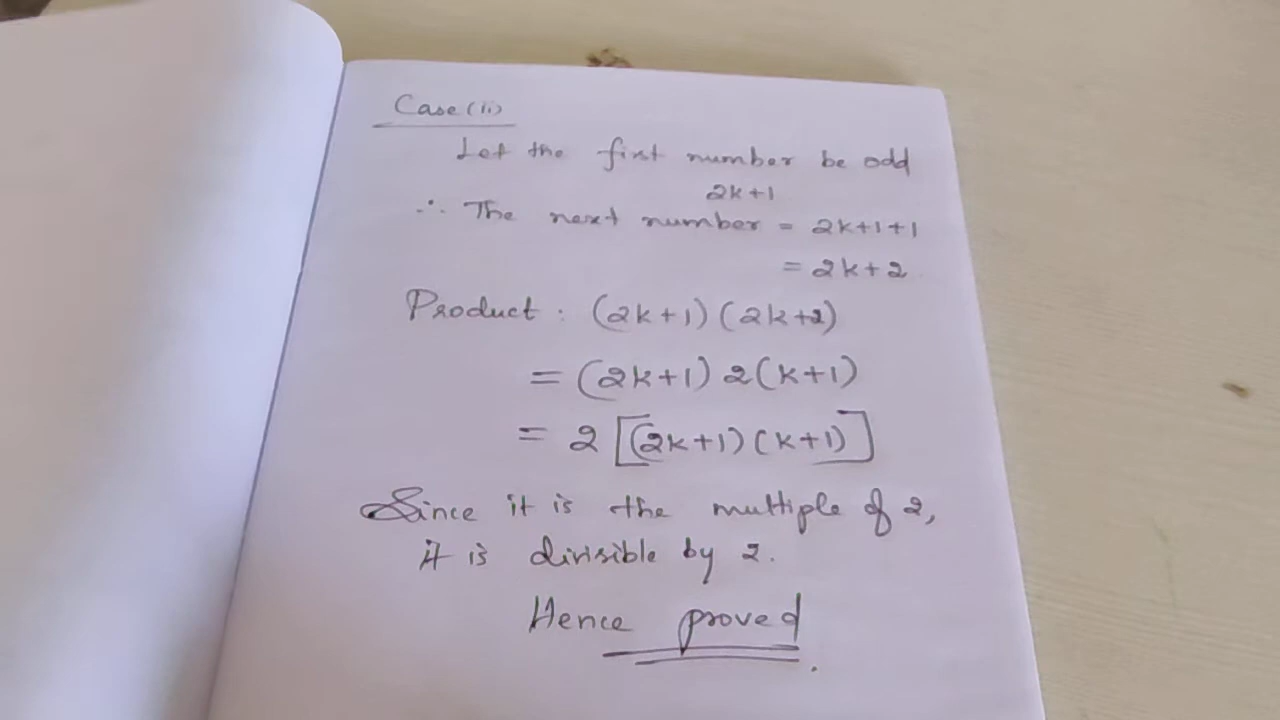 Case (ii)
Let the first number be odd
2k+1
∴ The next number = 2k+1+1
= 2k+2
Product : (2k+1)(2k+2)
= (2k+1) 2(k+1)
= 2 [(2k+1)(k+1)]
Since it is the multiple of 2,
it is divisible by 2.
Hence proved.